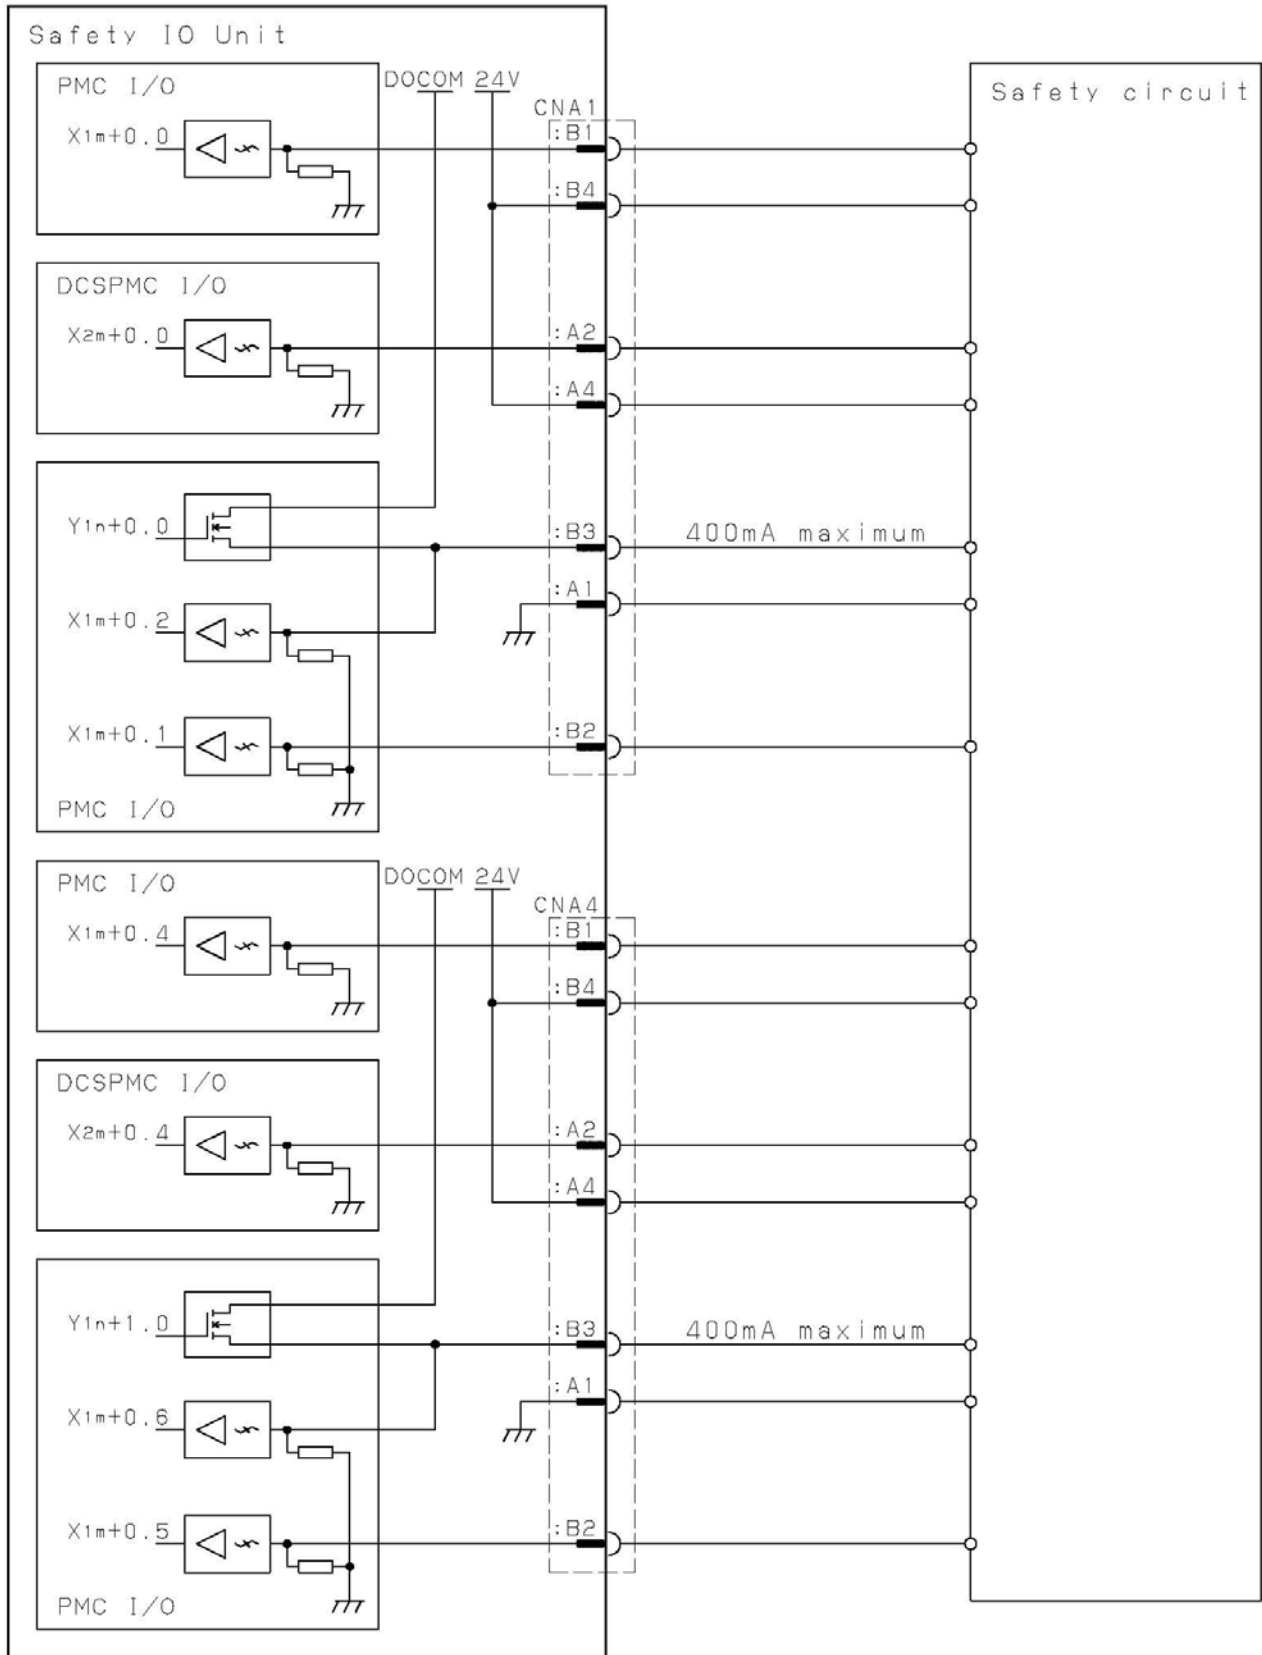 Safety IO Unit
PMC I/O
DOCOM 24V
CNA1
Safety circuit
X1m+0.0
:B1
:B4
DCSPMC I/O
X2m+0.0
:A2
:A4
Y1n+0.0
:B3
400mA maximum
:A1
X1m+0.2
X1m+0.1
:B2
PMC I/O
PMC I/O
DOCOM 24V
CNA4
X1m+0.4
:B1
:B4
DCSPMC I/O
X2m+0.4
:A2
:A4
Y1n+1.0
:B3
400mA maximum
:A1
X1m+0.6
X1m+0.5
:B2
PMC I/O